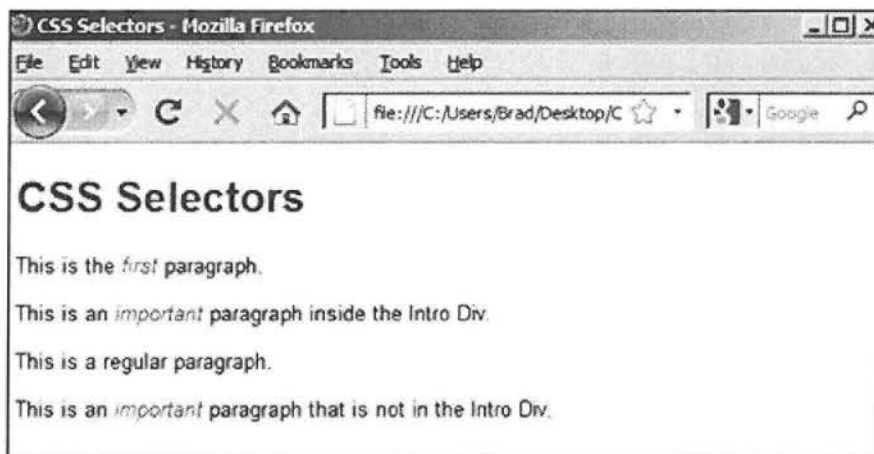 CSS Selectors - Mozilla Firefox
File Edit View History Bookmarks Tools Help
file:///C:/Users/Brad/Desktop/C Google
CSS Selectors
This is the first paragraph.
This is an important paragraph inside the Intro Div.
This is a regular paragraph.
This is an important paragraph that is not in the Intro Div.